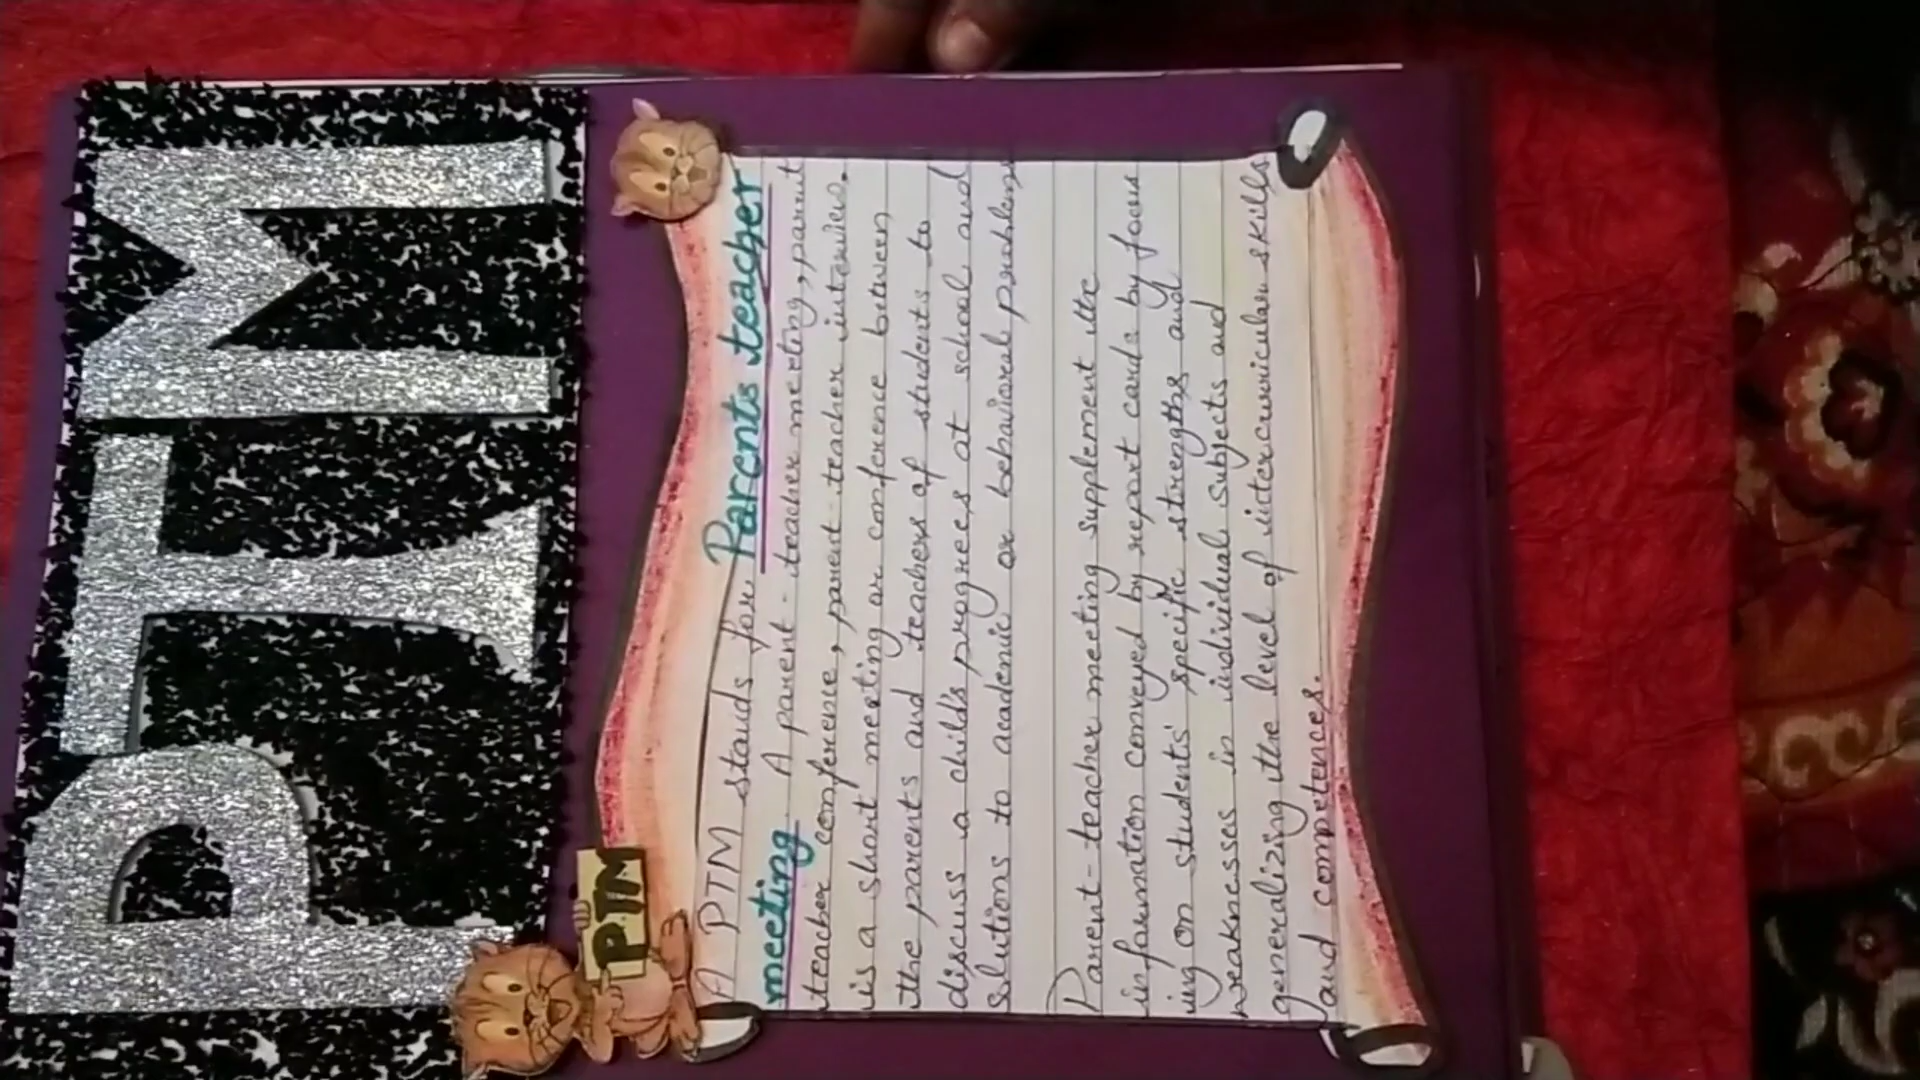 PTM
PTM
A PTM stands for Parents teacher
meeting. A parent-teacher meeting, parent
teacher conference, parent-teacher interview.
is a short meeting or conference between
the parents and teachers of students to
discuss a child's progrees at school and
solutions to academic or behavioral problems
Parent-teacher meeting supplement the
information conveyed by report cards by focus
ing on students' specific strengths and
weaknesses in individual subjects and
generalizing the level of intercurricular skills
and competences.